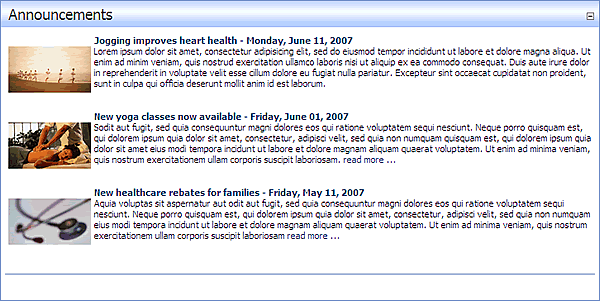 Announcements
Jogging improves heart health - Monday, June 11, 2007
Lorem ipsum dolor sit amet, consectetur adipisicing elit, sed do eiusmod tempor incididunt ut labore et dolore magna aliqua. Ut
enim ad minim veniam, quis nostrud exercitation ullamco laboris nisi ut aliquip ex ea commodo consequat. Duis aute irure dolor
in reprehenderit in voluptate velit esse cillum dolore eu fugiat nulla pariatur. Excepteur sint occaecat cupidatat non proident,
sunt in culpa qui officia deserunt mollit anim id est laborum.
New yoga classes now available - Friday, June 01, 2007
Sodit aut fugit, sed quia consequuntur magni dolores eos qui ratione voluptatem sequi nesciunt. Neque porro quisquam est,
qui dolorem ipsum quia dolor sit amet, consectetur, adipisci velit, sed quia non numquam quisquam est, qui dolorem ipsum
dolor sit amet eius modi tempora incidunt ut labore et dolore magnam aliquam quaerat voluptatem. Ut enim ad minima veniam,
quis nostrum exercitationem ullam corporis suscipit laboriosam. read more ...
New healthcare rebates for families - Friday, May 11, 2007
Aquia voluptas sit aspernatur aut odit aut fugit, sed quia consequuntur magni dolores eos qui ratione voluptatem sequi
nesciunt. Neque porro quisquam est, qui dolorem ipsum quia dolor sit amet, consectetur, adipisci velit, sed quia non numquam
eius modi tempora incidunt ut labore et dolore magnam aliquam quaerat voluptatem. Ut enim ad minima veniam, quis nostrum
exercitationem ullam corporis suscipit laboriosam read more ...